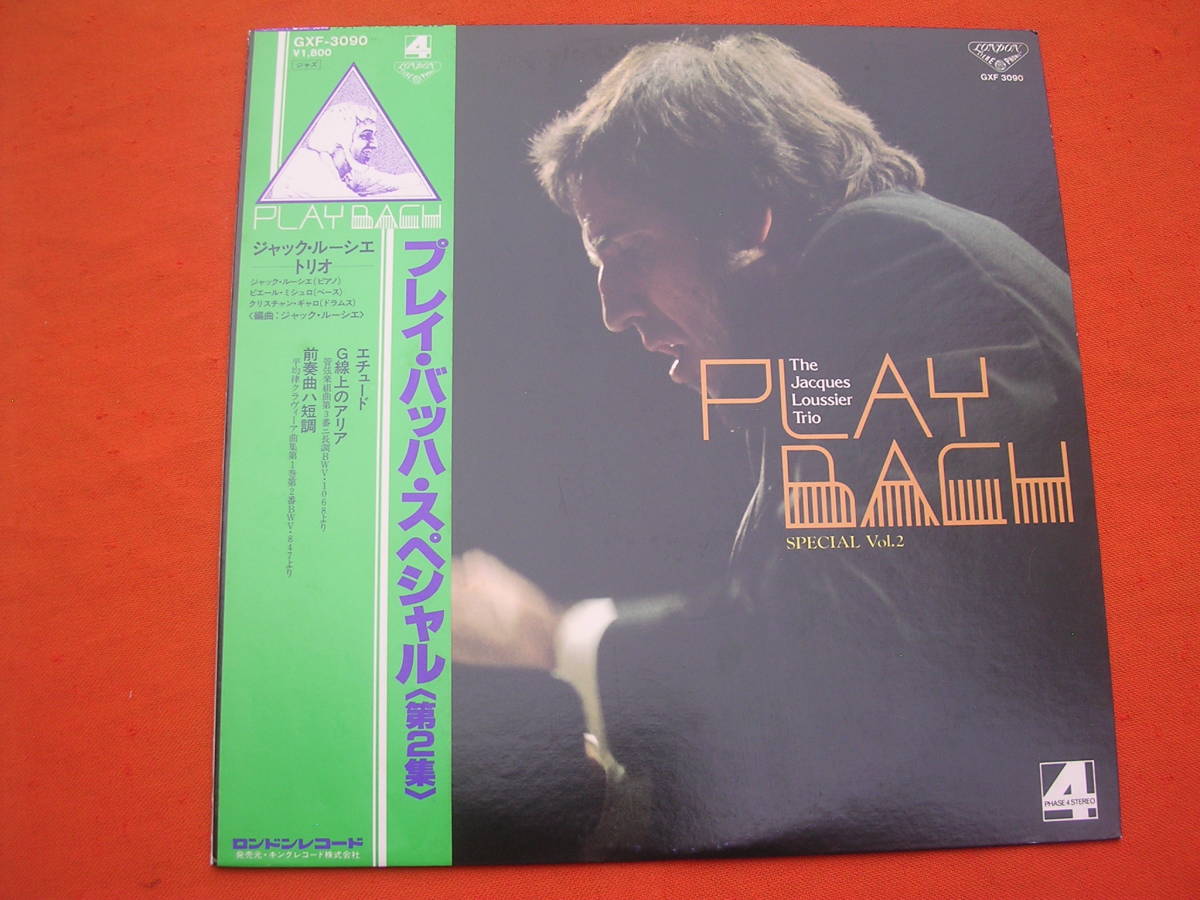 GXF-3090
¥1,800
ジャズ
4
LONDON
PLAY BACH
ジャック・ルーシエ
トリオ
ジャック・ルーシエ(ピアノ)
ピエール・ミシュロ(ベース)
クリスチャン・ギャロ(ドラムス)
〈編曲:ジャック・ルーシエ〉
プレイ・バッハ・スペシャル〈第2集〉
エチュード
G線上のアリア
管弦楽組曲第3番ニ長調BWV・1068より
前奏曲ハ短調
平均律クラヴィーア曲集第1巻第2番BWV・847より
ロンドンレコード
発売元・キングレコード株式会社
LONDON
GXF 3090
The
Jacques
Loussier
Trio
PLAY
BACH
SPECIAL Vol.2
4
PHASE 4 STEREO